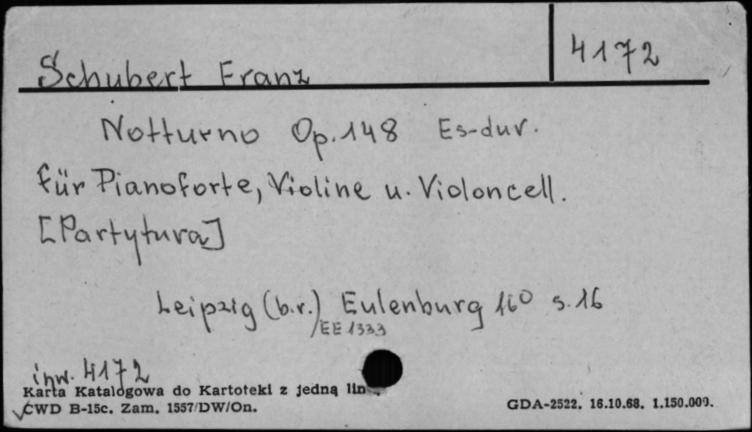 4172
Schubert Franz
Notturno Op.148 Es-dur.
für Pianoforte, Violine u. Violoncell.
[Partytura]
Leipzig (b.r.) Eulenburg 16° s.16
EE 1333
inw. 4172
Karta Katalogowa do Kartoteki z jedną lin
CWD B-15c. Zam. 1557/DW/On.
GDA-2522. 16.10.68. 1.150.000.